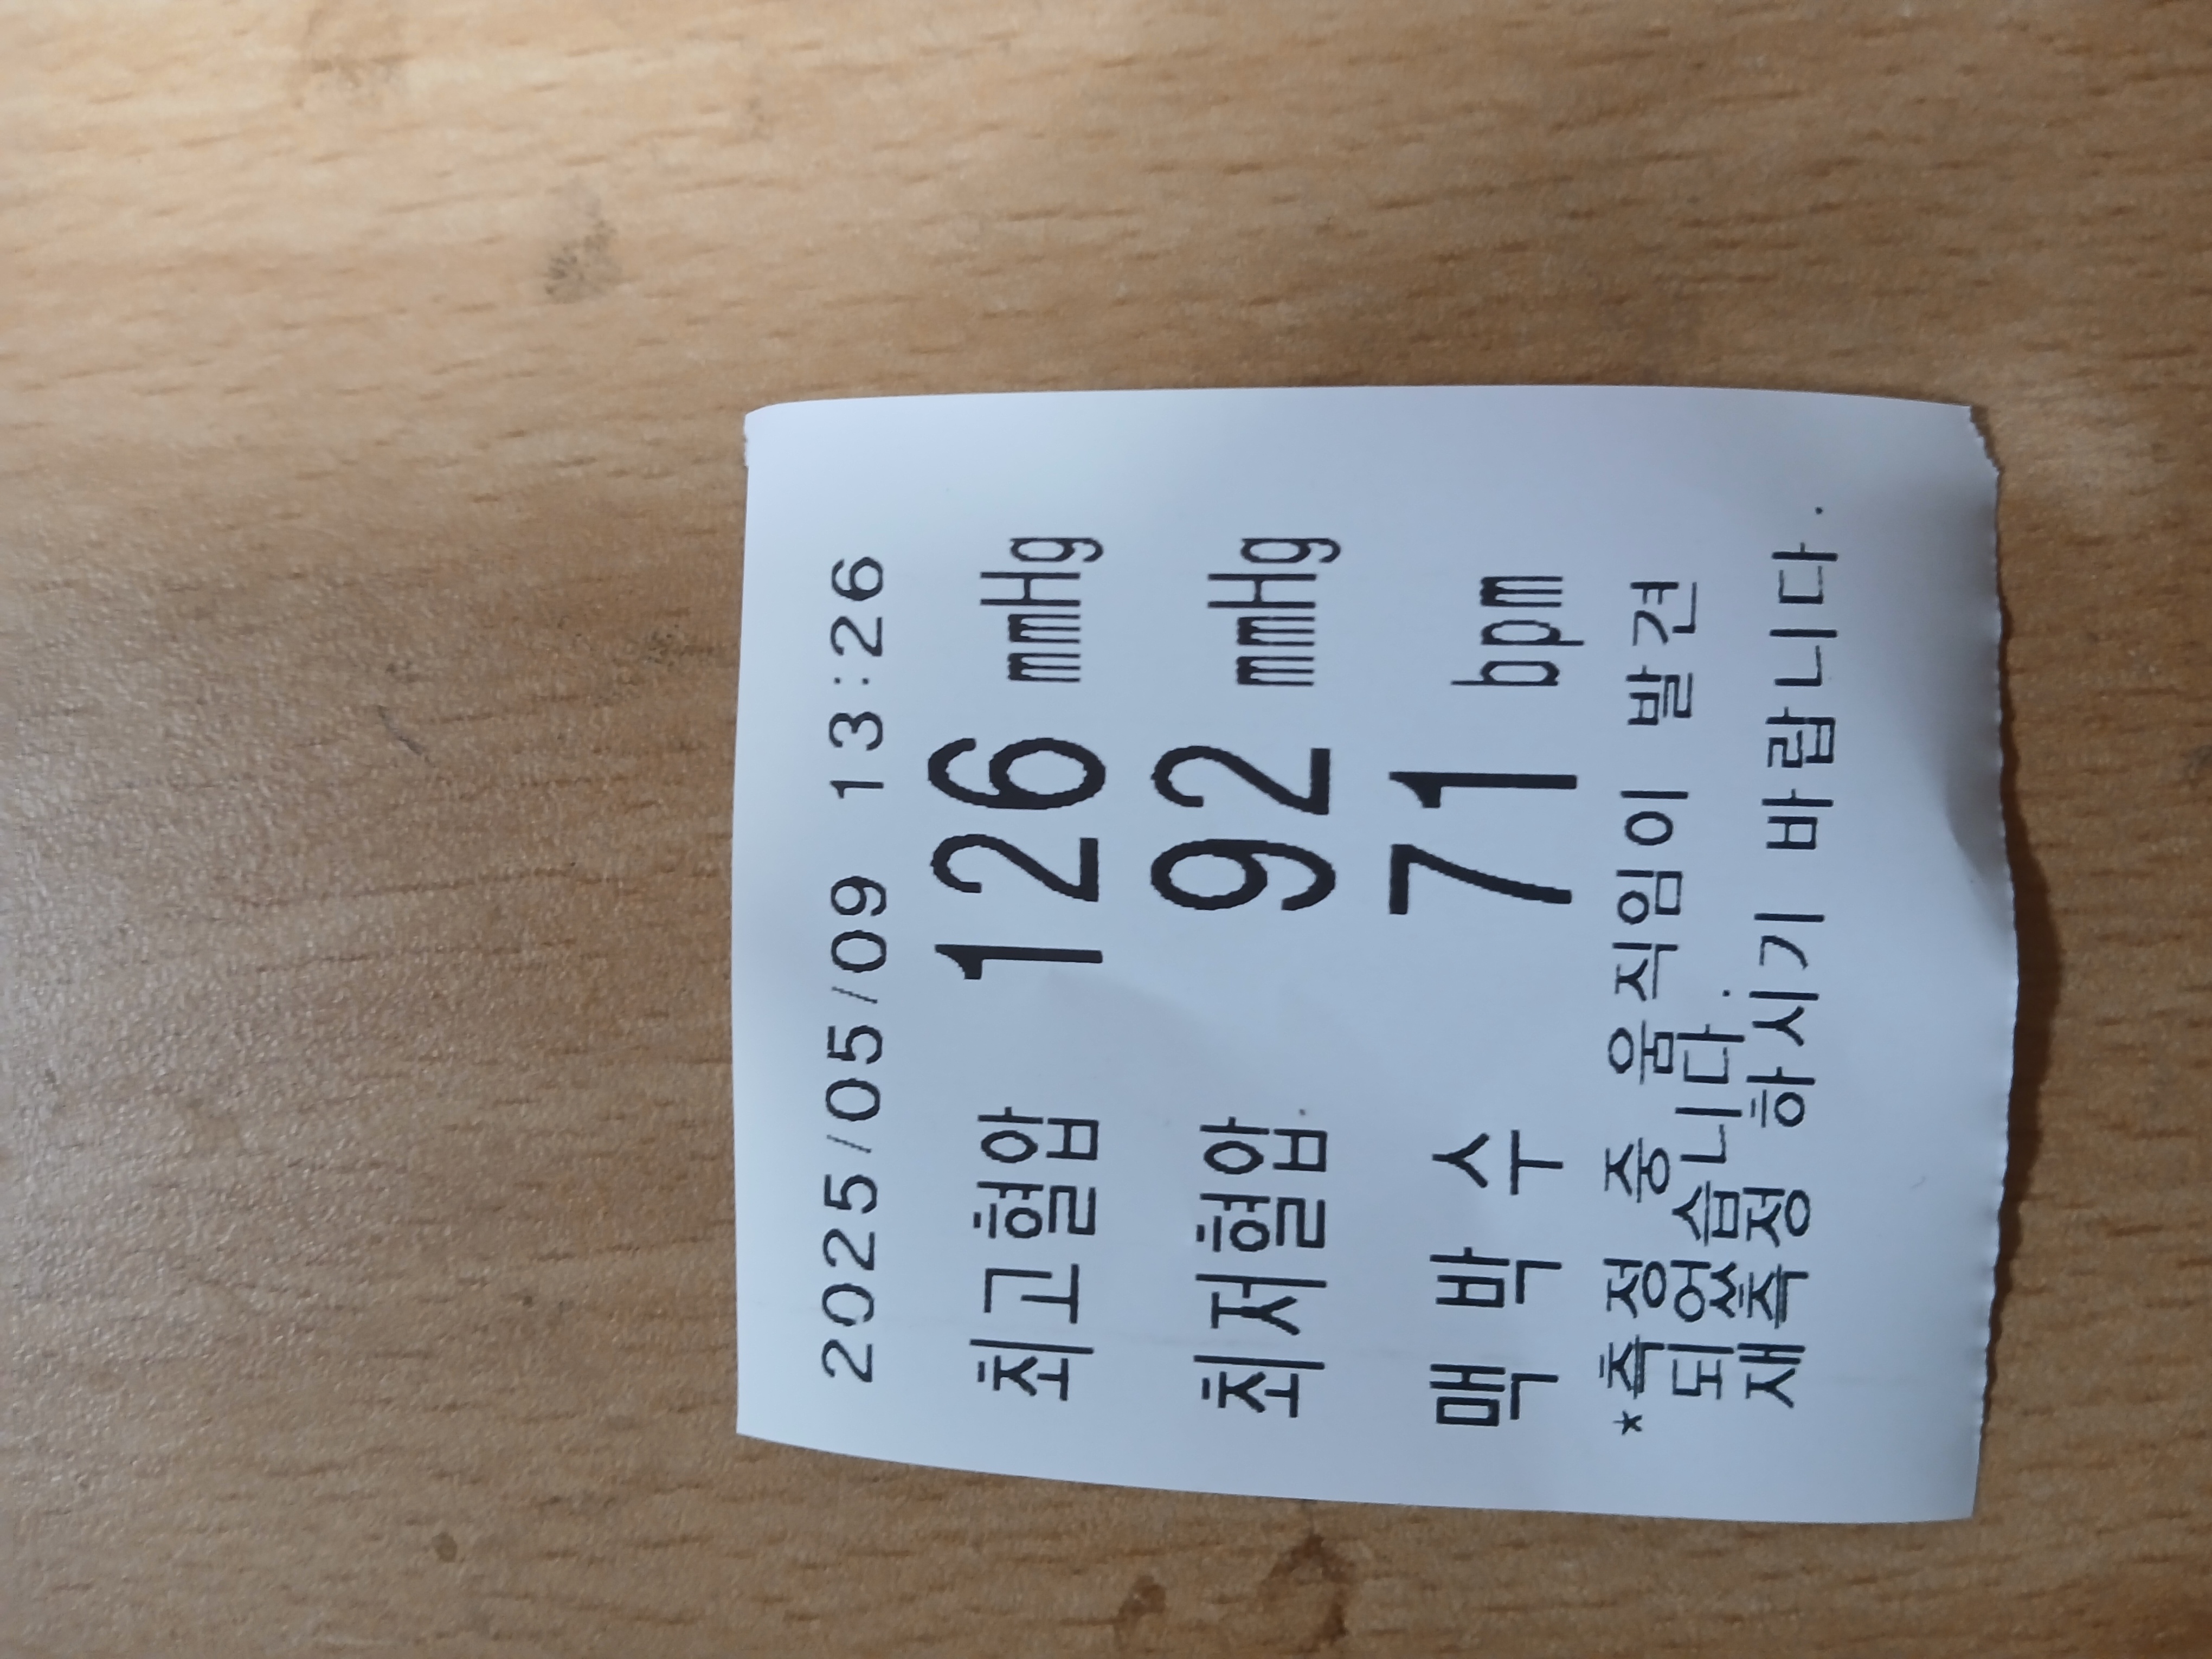 2025/05/09 13:26
최고혈압 126 mmHg
최저혈압 92 mmHg
맥 박 수 71 bpm
*측정 중 움직임이 발견
되었습니다.
재측정 하시기 바랍니다.